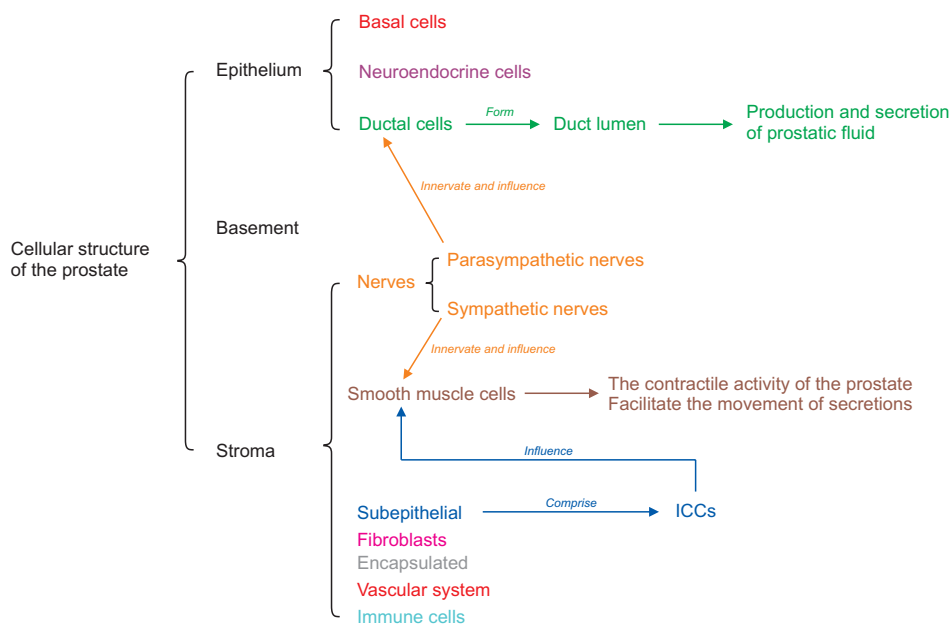 Basal cells
Epithelium
Neuroendocrine cells
Ductal cells
Form
Duct lumen
Production and secretion
of prostatic fluid
Innervate and influence
Basement
Cellular structure
of the prostate
Parasympathetic nerves
Nerves
Sympathetic nerves
Innervate and influence
Smooth muscle cells
The contractile activity of the prostate
Facilitate the movement of secretions
Stroma
Influence
Subepithelial
Comprise
ICCs
Fibroblasts
Encapsulated
Vascular system
Immune cells